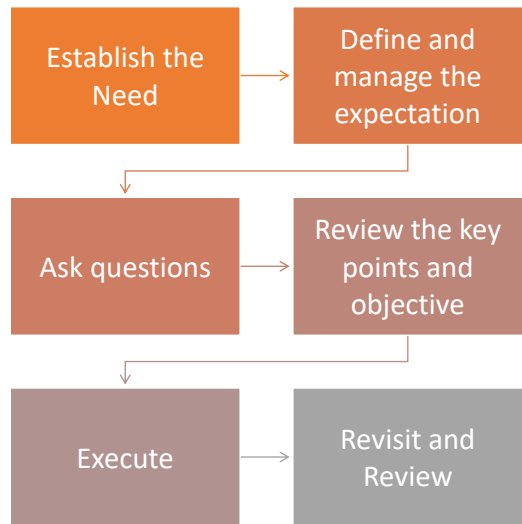 Establish the
Need
Define and
manage the
expectation
Ask questions
Review the key
points and
objective
Execute
Revisit and
Review